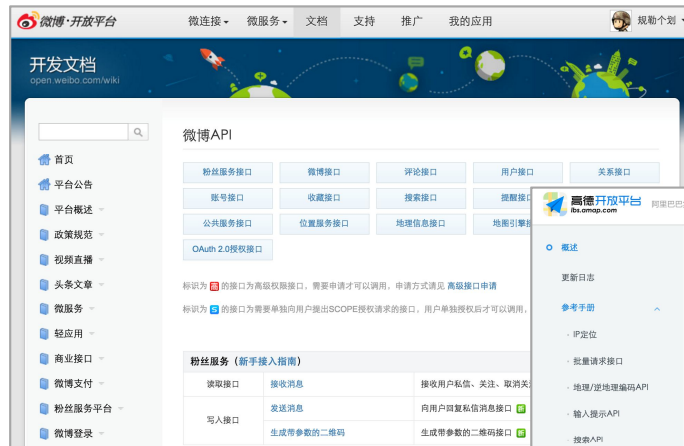 微博·开放平台
微连接 微服务 文档 支持 推广 我的应用 规勒个划
开发文档
open.weibo.com/wiki
首页
平台公告
平台概述
政策规范
视频直播
头条文章
微服务
轻应用
商业接口
微博支付
粉丝服务平台
微博登录
微博API
粉丝服务接口 微博接口 评论接口 用户接口 关系接口
账号接口 收藏接口 搜索接口 提醒接口
公共服务接口 位置服务接口 地理信息接口 地图引擎接
OAuth 2.0授权接口
标识为 高 的接口为高级权限接口，需要申请才可以调用，申请方式请见 高级接口申请
标识为 S 的接口为需要单独向用户提出SCOPE授权请求的接口，用户单独授权后才可以调用，
粉丝服务（新手接入指南）
读取接口 接收消息 接收用户私信、关注、取消关
写入接口 发送消息 向用户回复私信消息接口 新
生成带参数的二维码 生成带参数的二维码接口 新
高德开放平台 阿里巴巴
lbs.amap.com
概述
更新日志
参考手册
· IP定位
· 批量请求接口
· 地理/逆地理编码API
· 输入提示API
· 搜索API